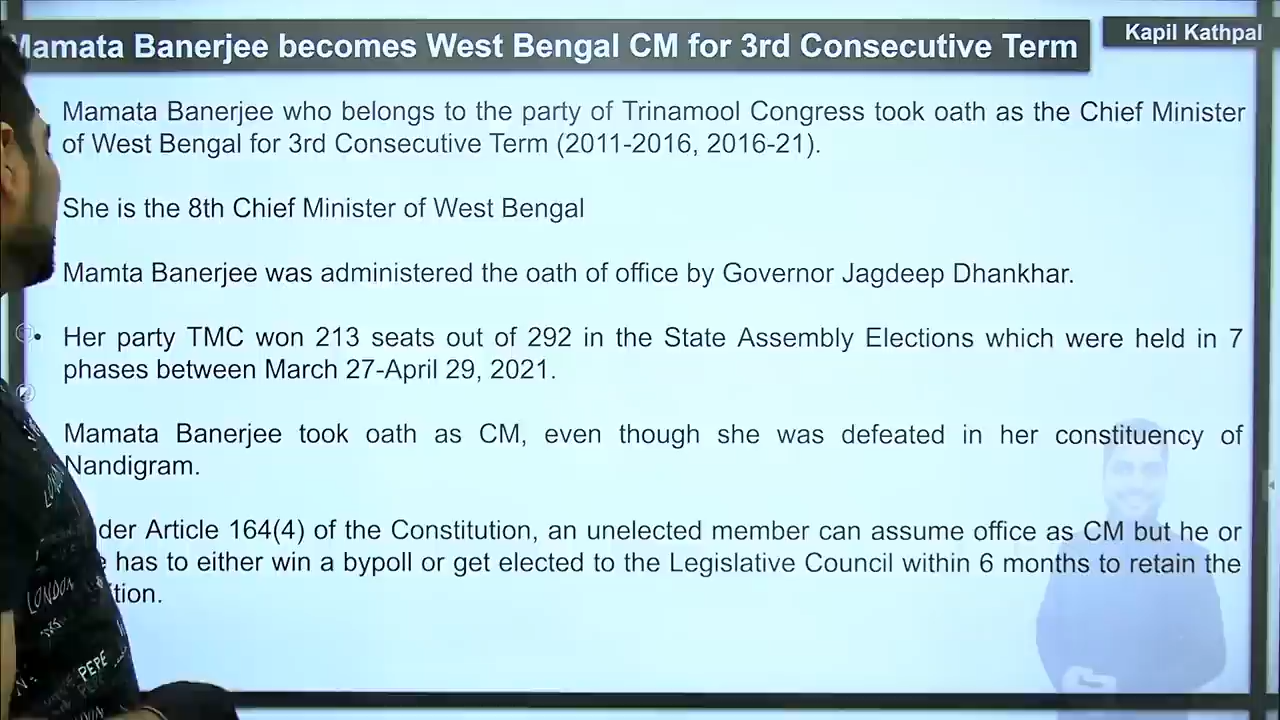 Mamata Banerjee becomes West Bengal CM for 3rd Consecutive Term
Kapil Kathpal
Mamata Banerjee who belongs to the party of Trinamool Congress took oath as the Chief Minister
of West Bengal for 3rd Consecutive Term (2011-2016, 2016-21).
She is the 8th Chief Minister of West Bengal
Mamta Banerjee was administered the oath of office by Governor Jagdeep Dhankhar.
• Her party TMC won 213 seats out of 292 in the State Assembly Elections which were held in 7
phases between March 27-April 29, 2021.
Mamata Banerjee took oath as CM, even though she was defeated in her constituency of
Nandigram.
der Article 164(4) of the Constitution, an unelected member can assume office as CM but he or
has to either win a bypoll or get elected to the Legislative Council within 6 months to retain the
tion.
LONDON
PEPE